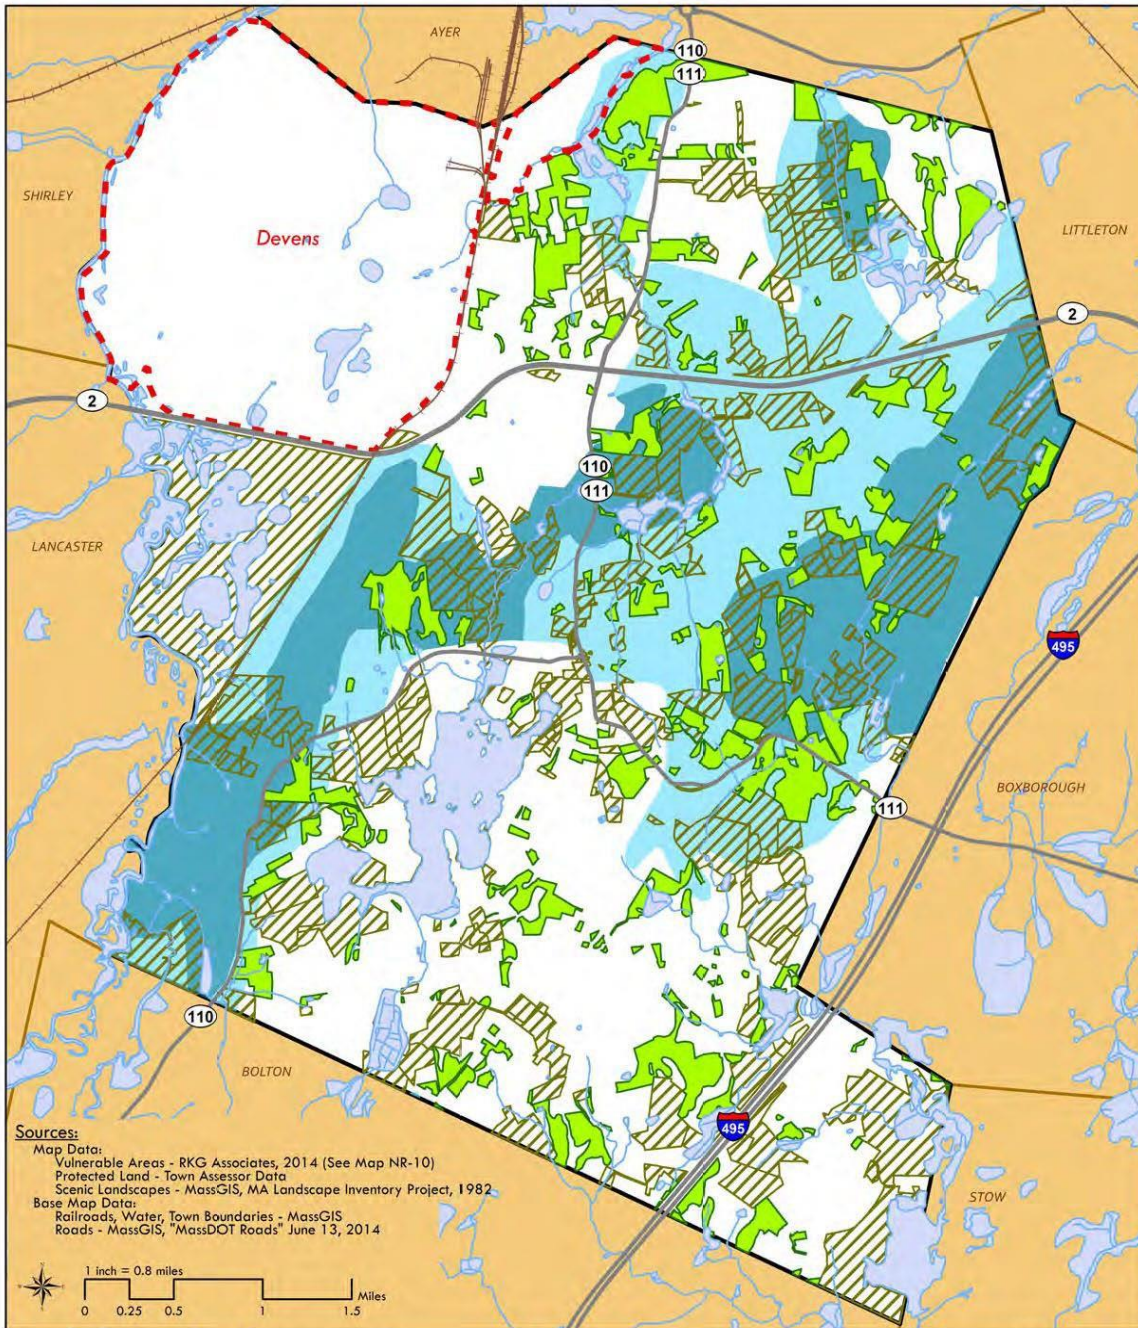 AYER
110
111
SHIRLEY
Devens
LITTLETON
2
2
110
111
LANCASTER
495
BOXBOROUGH
111
110
BOLTON
495
STOW
Sources:
Map Data:
Vulnerable Areas - RKG Associates, 2014 (See Map NR-10)
Protected Land - Town Assessor Data
Scenic Landscapes - MassGIS, MA Landscape Inventory Project, 1982
Base Map Data:
Railroads, Water, Town Boundaries - MassGIS
Roads - MassGIS, "MassDOT Roads" June 13, 2014
1 inch = 0.8 miles
Miles
0 0.25 0.5 1 1.5